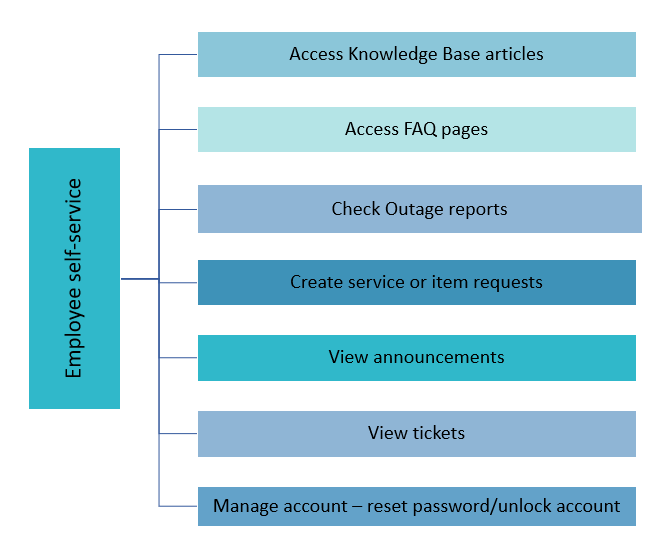 Employee self-service
Access Knowledge Base articles
Access FAQ pages
Check Outage reports
Create service or item requests
View announcements
View tickets
Manage account – reset password/unlock account